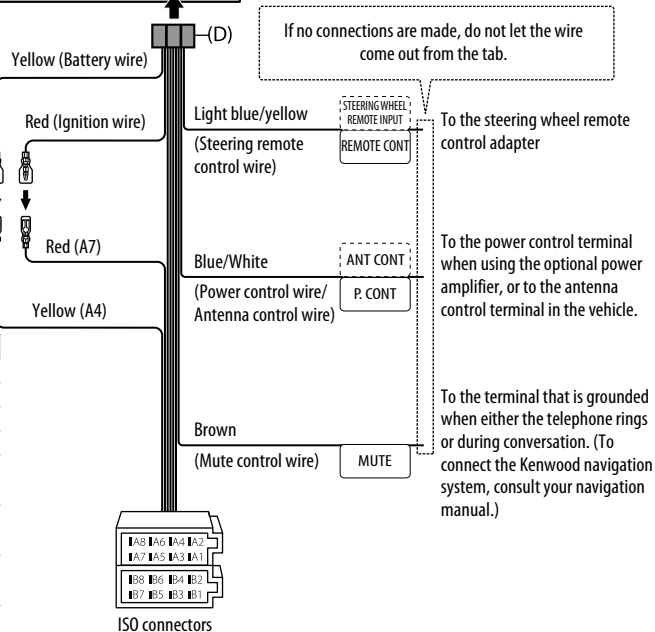 (D)
If no connections are made, do not let the wire
come out from the tab.
Yellow (Battery wire)
Red (Ignition wire)
Light blue/yellow
(Steering remote
control wire)
STEERING WHEEL
REMOTE INPUT
REMOTE CONT
To the steering wheel remote
control adapter
Red (A7)
Yellow (A4)
Blue/White
(Power control wire/
Antenna control wire)
ANT CONT
P. CONT
To the power control terminal
when using the optional power
amplifier, or to the antenna
control terminal in the vehicle.
Brown
(Mute control wire)
MUTE
To the terminal that is grounded
when either the telephone rings
or during conversation. (To
connect the Kenwood navigation
system, consult your navigation
manual.)
A8 A6 A4 A2
A7 A5 A3 A1
B8 B6 B4 B2
B7 B5 B3 B1
ISO connectors